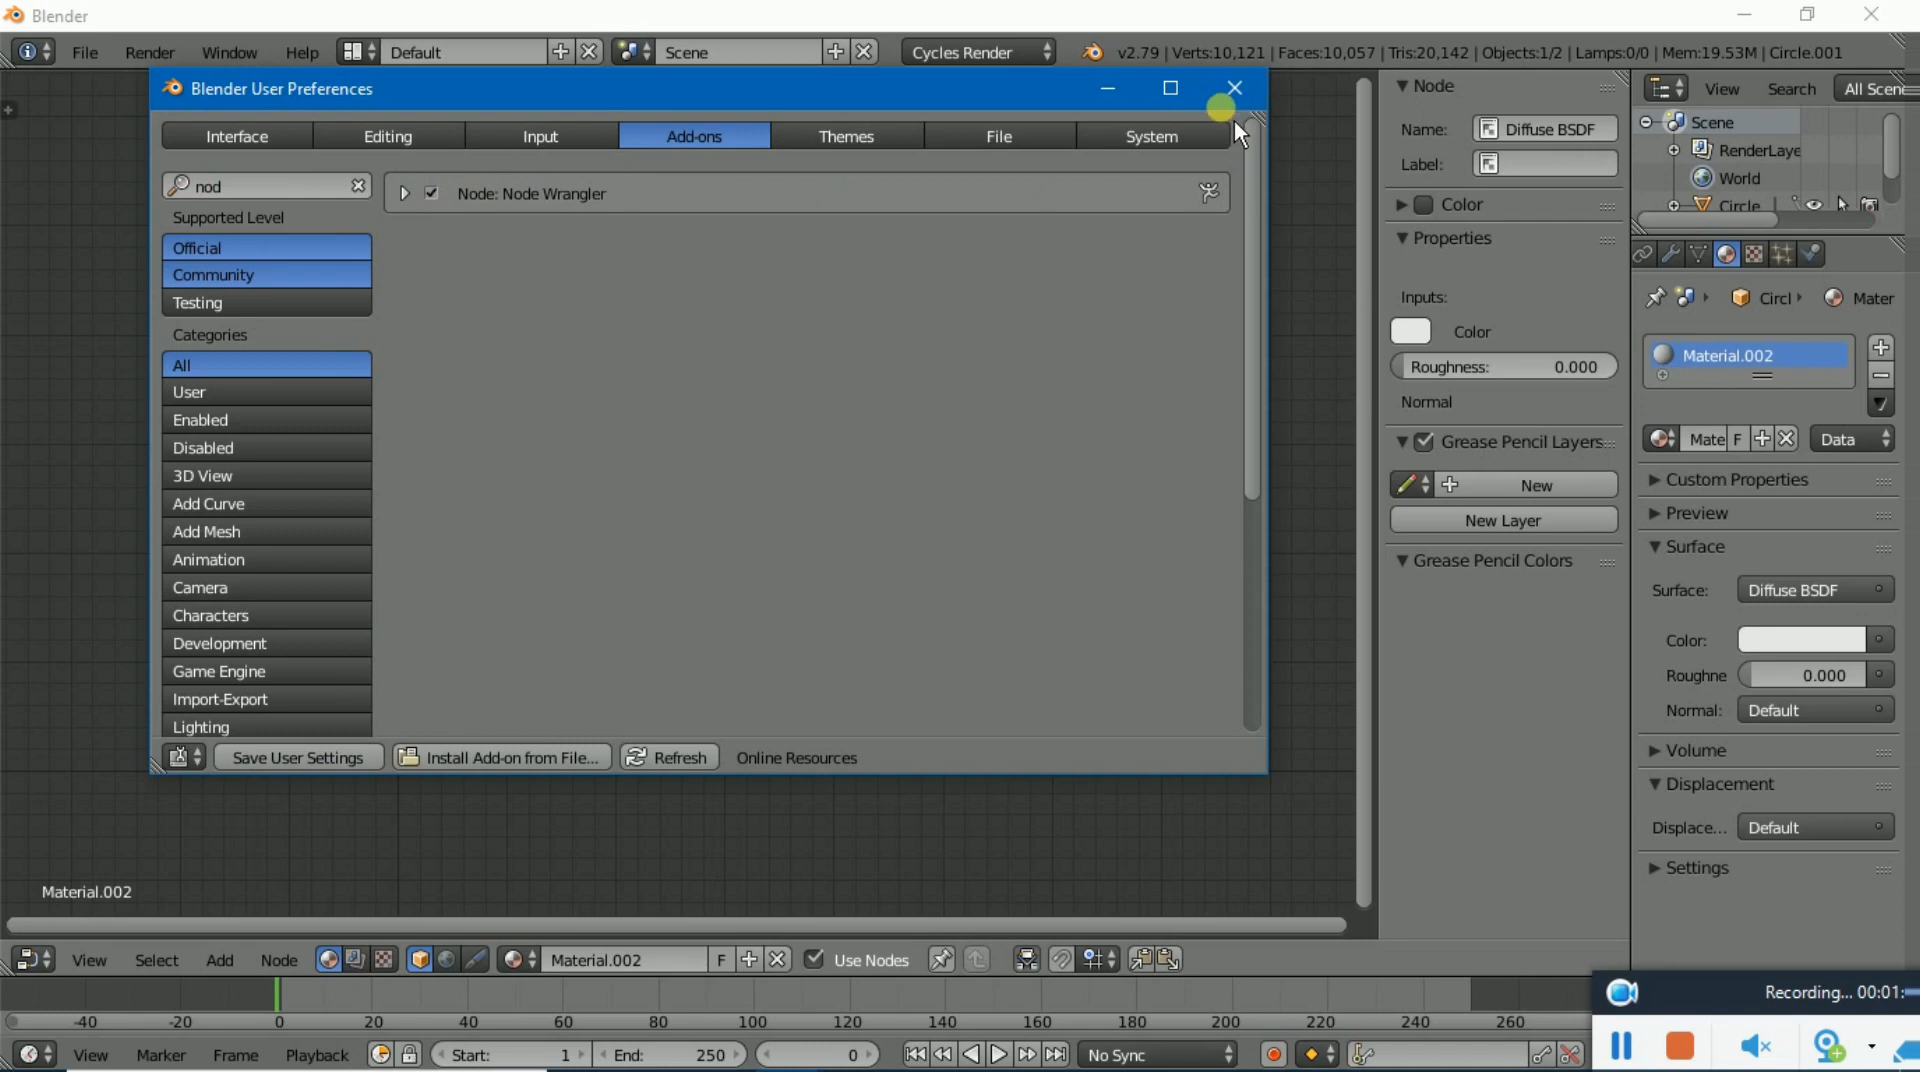 Blender
File Render Window Help Default Scene Cycles Render v2.79 | Verts:10,121 | Faces:10,057 | Tris:20,142 | Objects:1/2 | Lamps:0/0 | Mem:19.53M | Circle.001
Blender User Preferences
Interface Editing Input Add-ons Themes File System
nod
Node: Node Wrangler
Supported Level
Official
Community
Testing
Categories
All
User
Enabled
Disabled
3D View
Add Curve
Add Mesh
Animation
Camera
Characters
Development
Game Engine
Import-Export
Lighting
Save User Settings Install Add-on from File... Refresh Online Resources
Node
Name: Diffuse BSDF
Label:
Color
Properties
Inputs:
Color
Roughness: 0.000
Normal
Grease Pencil Layers
New
New Layer
Grease Pencil Colors
View Search All Scen
Scene
RenderLaye
World
Circle
Circl Mater
Material.002
Mate F Data
Custom Properties
Preview
Surface
Surface: Diffuse BSDF
Color:
Roughne 0.000
Normal: Default
Volume
Displacement
Displace... Default
Settings
Material.002
View Select Add Node Material.002 F Use Nodes
-40 -20 0 20 40 60 80 100 120 140 160 180 200 220 240 260
View Marker Frame Playback Start: 1 End: 250 0 No Sync
Recording... 00:01: